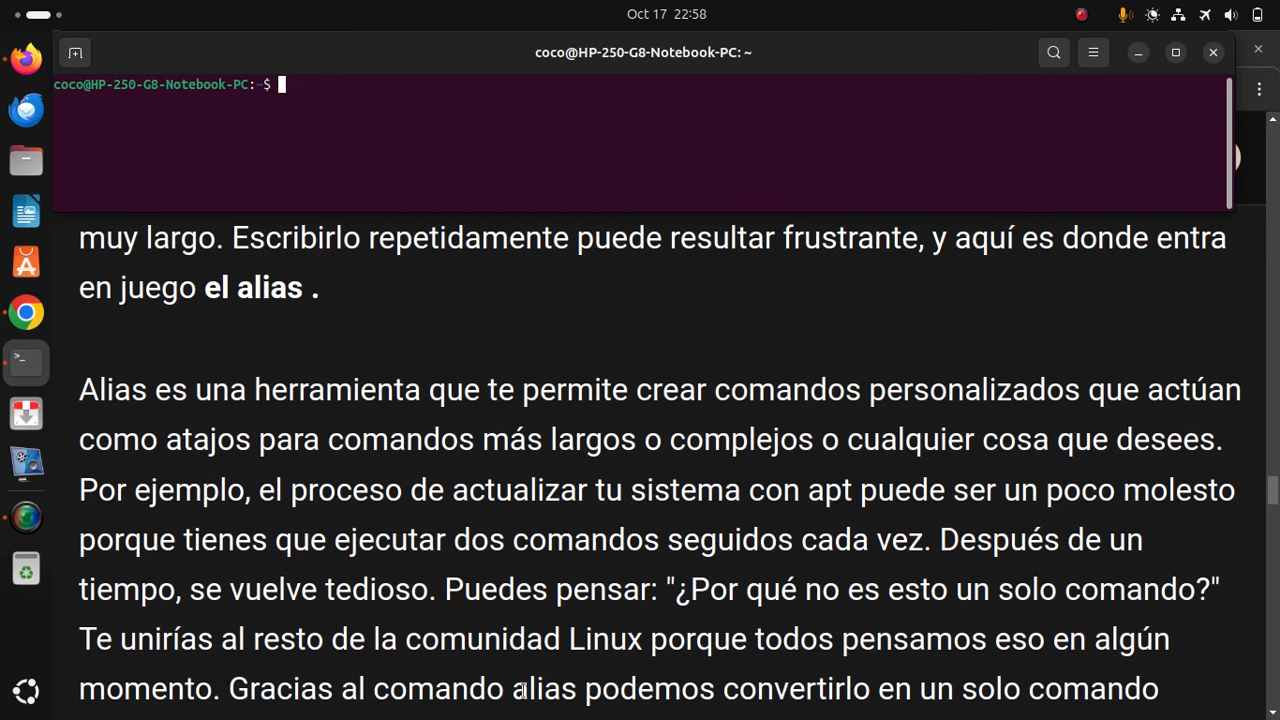 Oct 17 22:58
coco@HP-250-G8-Notebook-PC: ~
coco@HP-250-G8-Notebook-PC:~$
muy largo. Escribirlo repetidamente puede resultar frustrante, y aquí es donde entra
en juego el alias .
Alias es una herramienta que te permite crear comandos personalizados que actúan
como atajos para comandos más largos o complejos o cualquier cosa que desees.
Por ejemplo, el proceso de actualizar tu sistema con apt puede ser un poco molesto
porque tienes que ejecutar dos comandos seguidos cada vez. Después de un
tiempo, se vuelve tedioso. Puedes pensar: "¿Por qué no es esto un solo comando?"
Te unirías al resto de la comunidad Linux porque todos pensamos eso en algún
momento. Gracias al comando alias podemos convertirlo en un solo comando